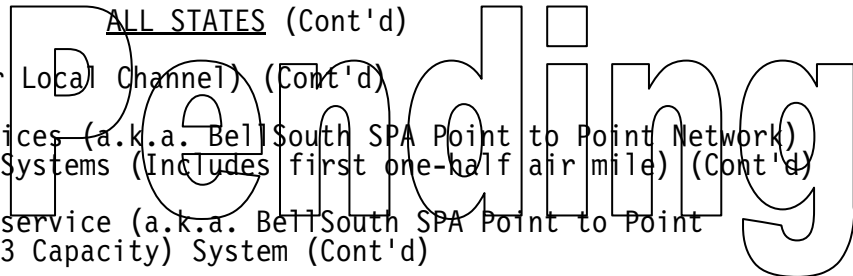 ALL STATES (Cont'd)
Local Channel) (Cont'd)
ices (a.k.a. BellSouth SPA Point to Point Network)
Systems (Includes first one-half air mile) (Cont'd)
service (a.k.a. BellSouth SPA Point to Point
3 Capacity) System (Cont'd)
Pending